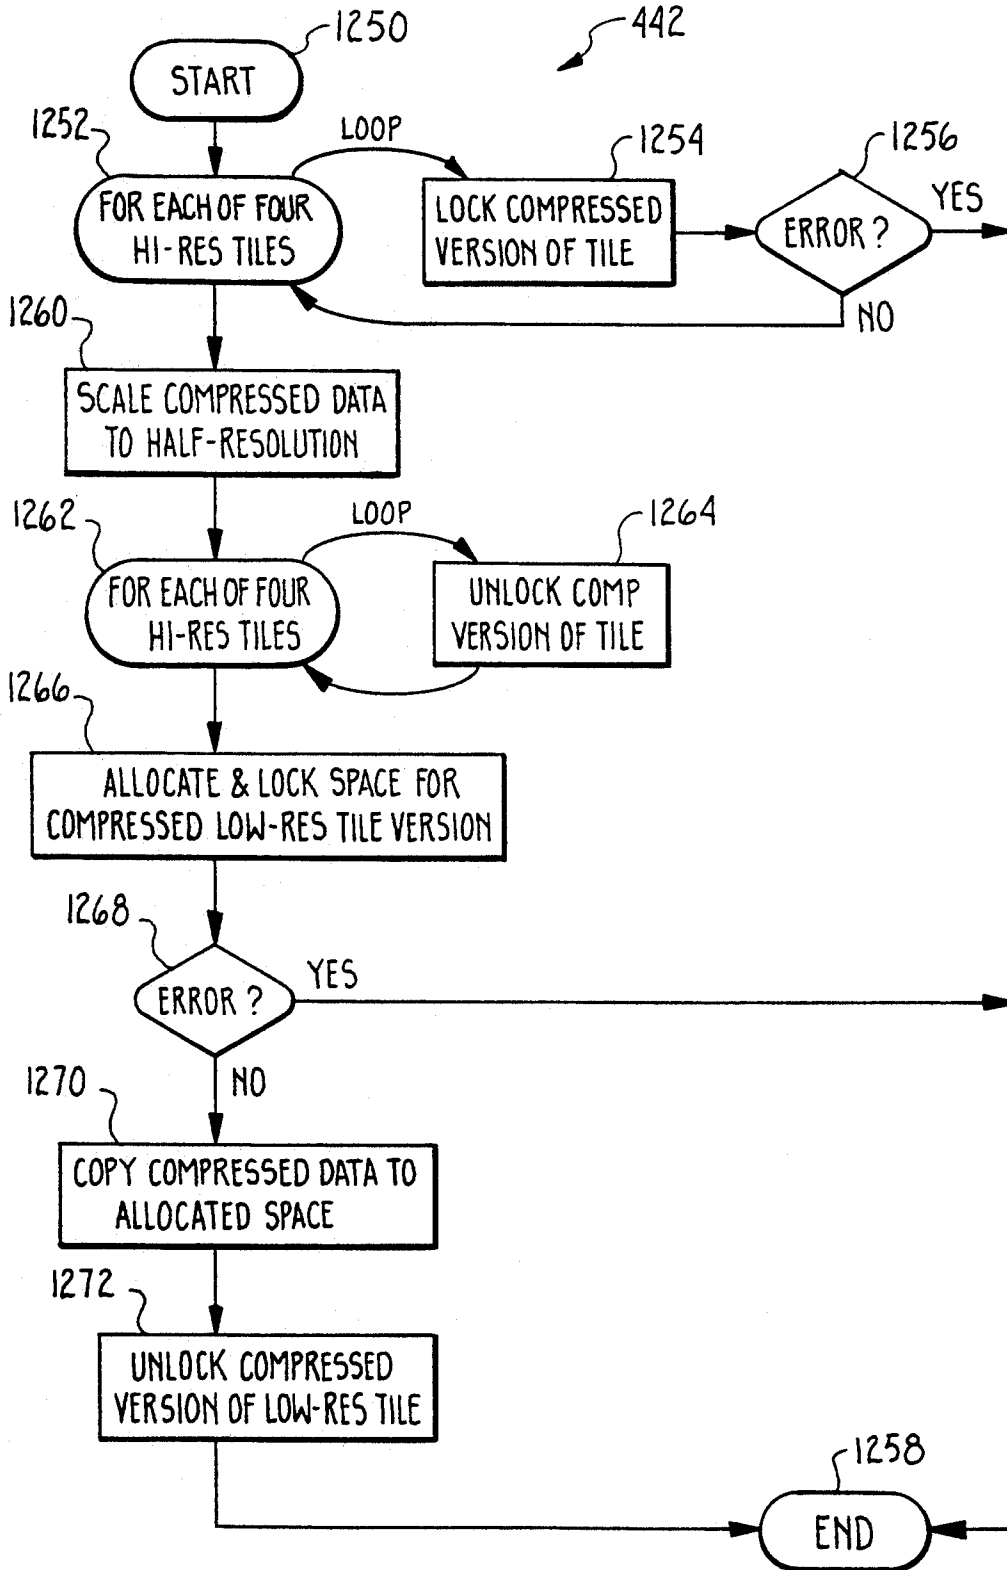 1250
442
START
1252
LOOP
1254
1256
FOR EACH OF FOUR
HI-RES TILES
LOCK COMPRESSED
VERSION OF TILE
ERROR ?
YES
NO
1260
SCALE COMPRESSED DATA
TO HALF-RESOLUTION
1262
LOOP
1264
FOR EACH OF FOUR
HI-RES TILES
UNLOCK COMP
VERSION OF TILE
1266
ALLOCATE & LOCK SPACE FOR
COMPRESSED LOW-RES TILE VERSION
1268
ERROR ?
YES
NO
1270
COPY COMPRESSED DATA TO
ALLOCATED SPACE
1272
UNLOCK COMPRESSED
VERSION OF LOW-RES TILE
1258
END